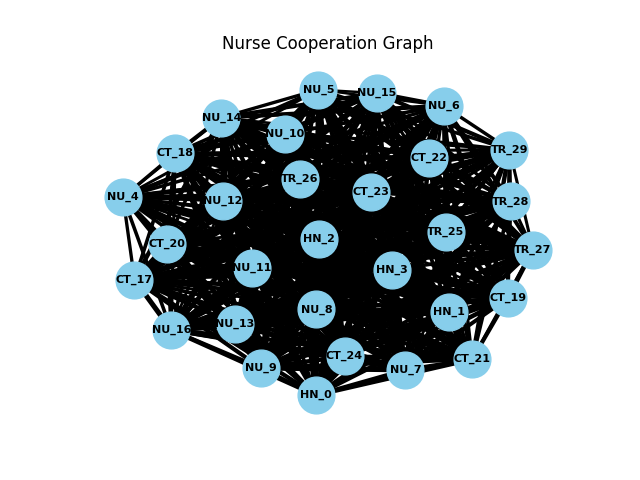 Nurse Cooperation Graph
NU_5
NU_15
NU_6
NU_14
NU_10
TR_29
CT_18
CT_22
TR_26
CT_23
NU_4
NU_12
TR_28
TR_25
HN_2
CT_20
TR_27
NU_11
HN_3
CT_17
CT_19
NU_8
HN_1
NU_13
NU_16
CT_24
CT_21
NU_9
NU_7
HN_0